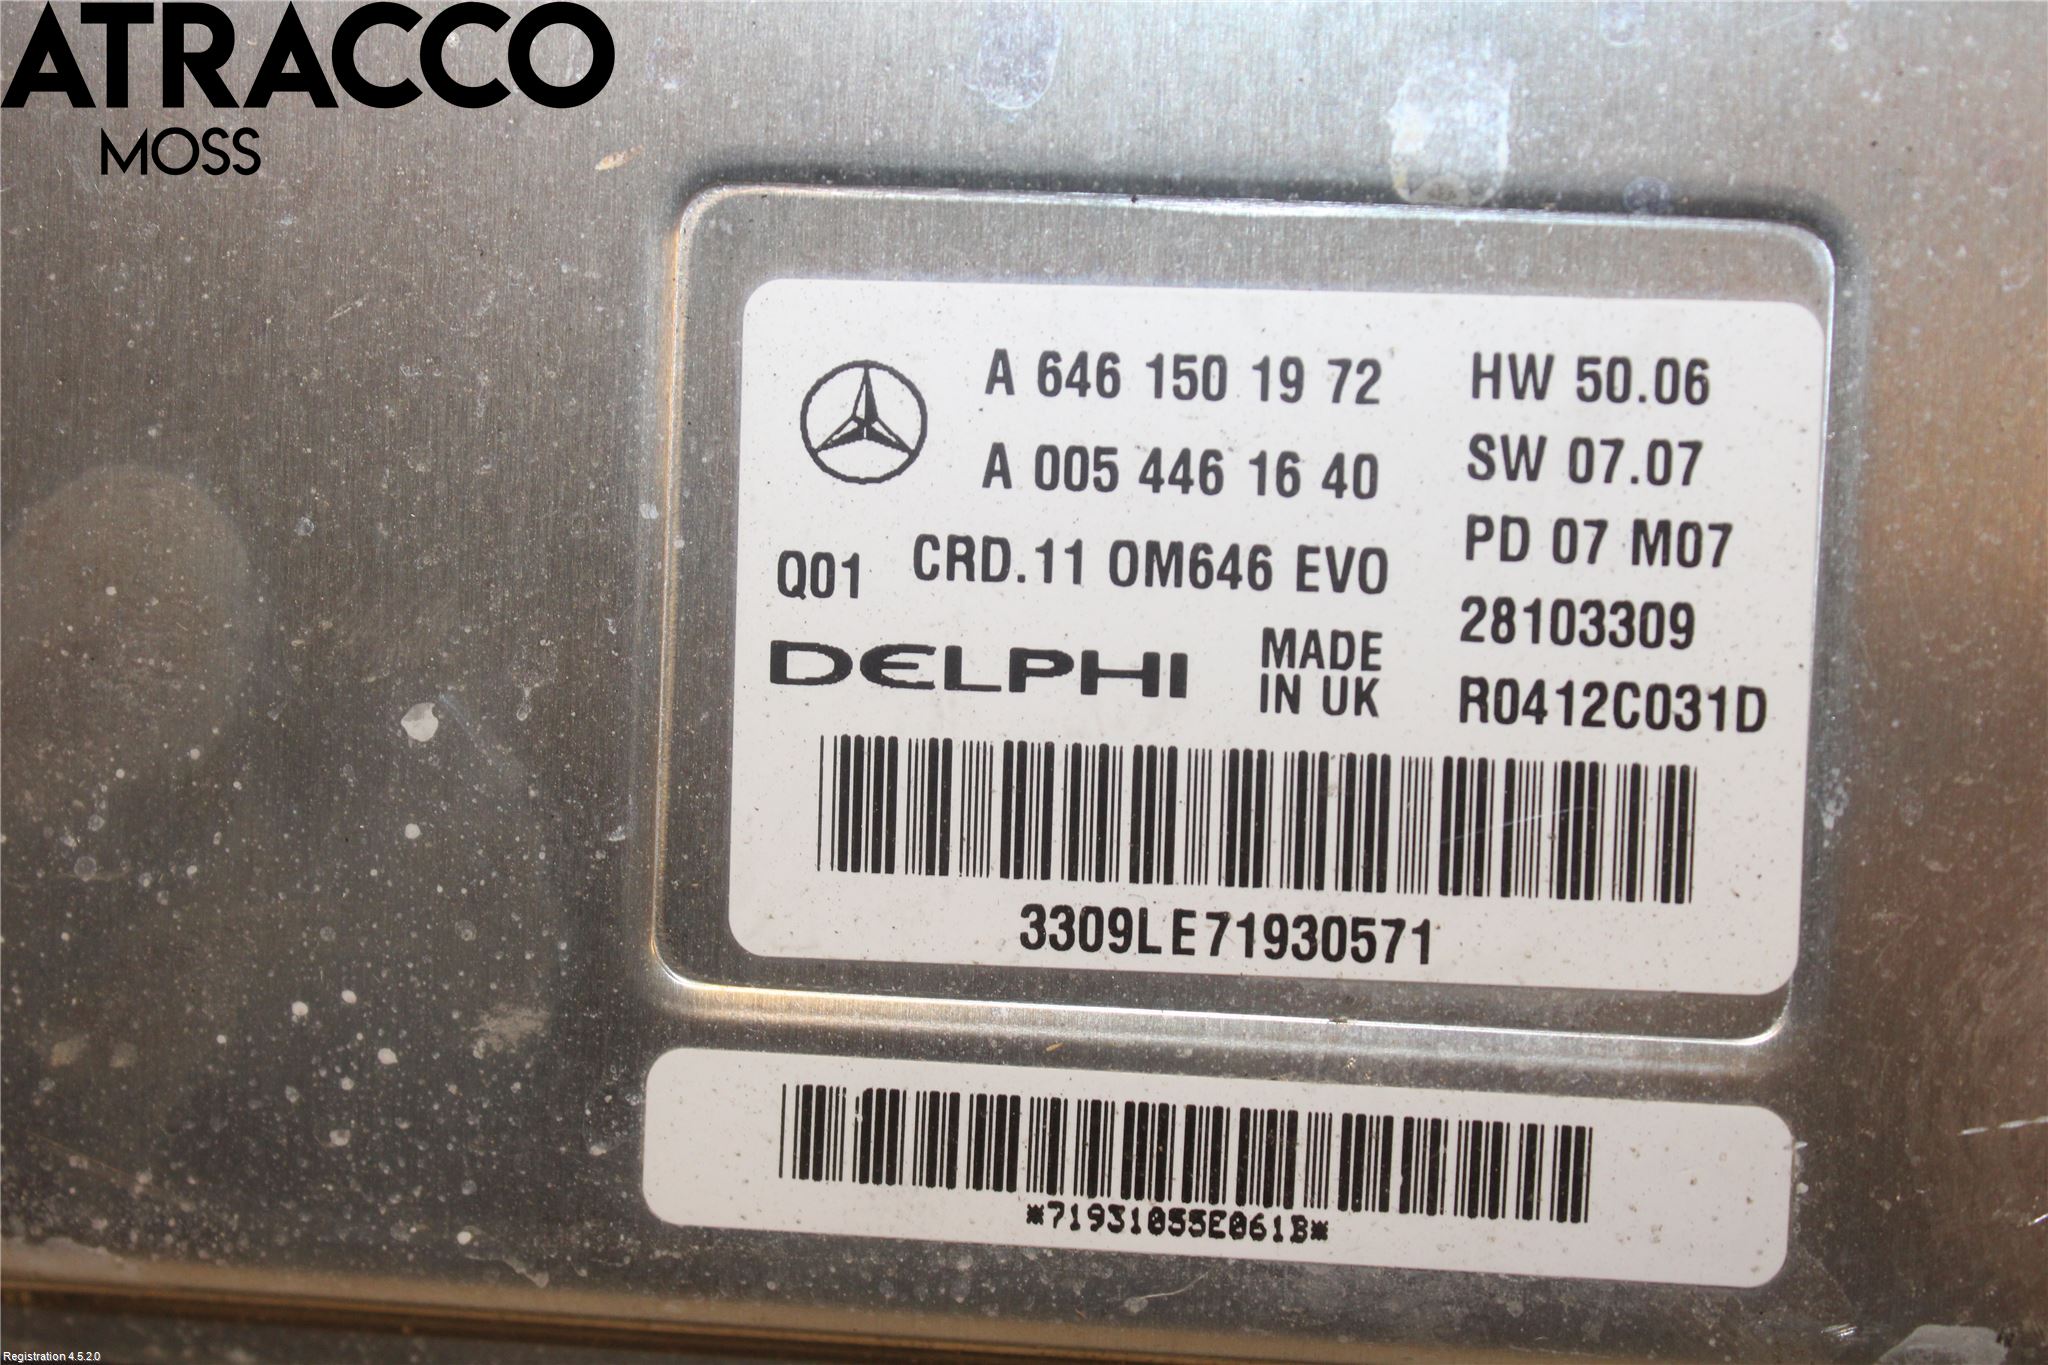 ATRACCO
MOSS
A 646 150 19 72
HW 50.06
A 005 446 16 40
SW 07.07
Q01
CRD.11 OM646 EVO
PD 07 M07
DELPHI
MADE
IN UK
28103309
R0412C031D
3309LE71930571
*71931055E061B*
Registration 4.5.2.0